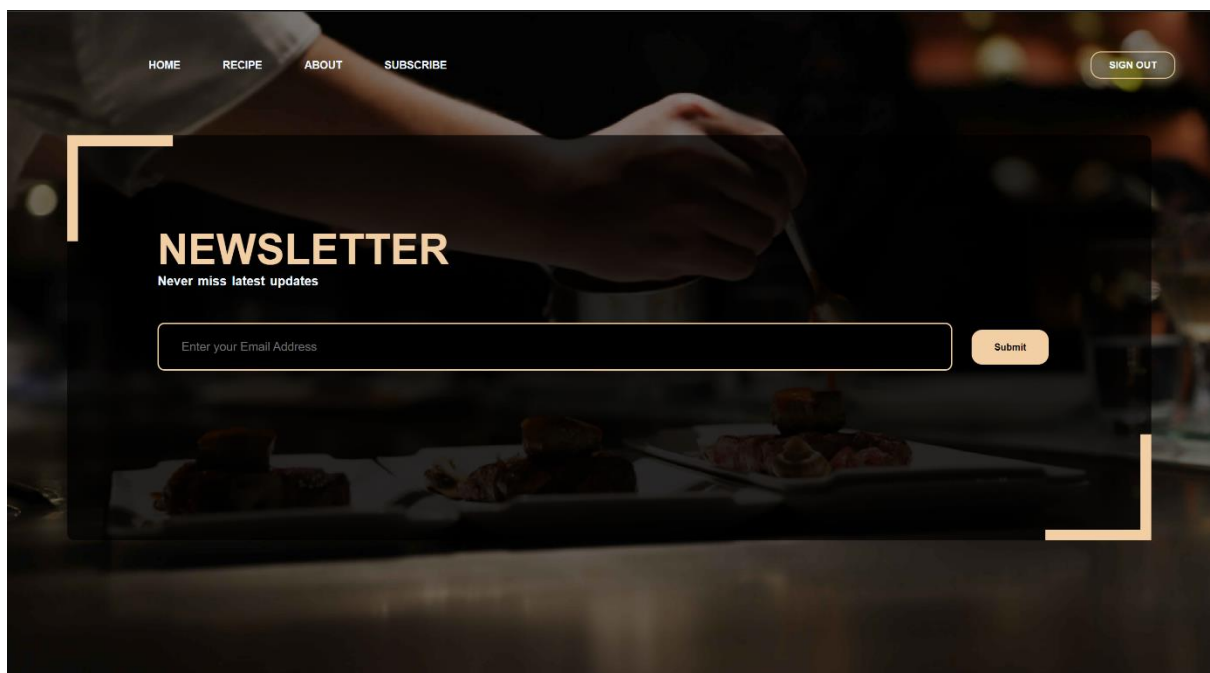 HOME RECIPE ABOUT SUBSCRIBE SIGN OUT
NEWSLETTER
Never miss latest updates
Enter your Email Address Submit